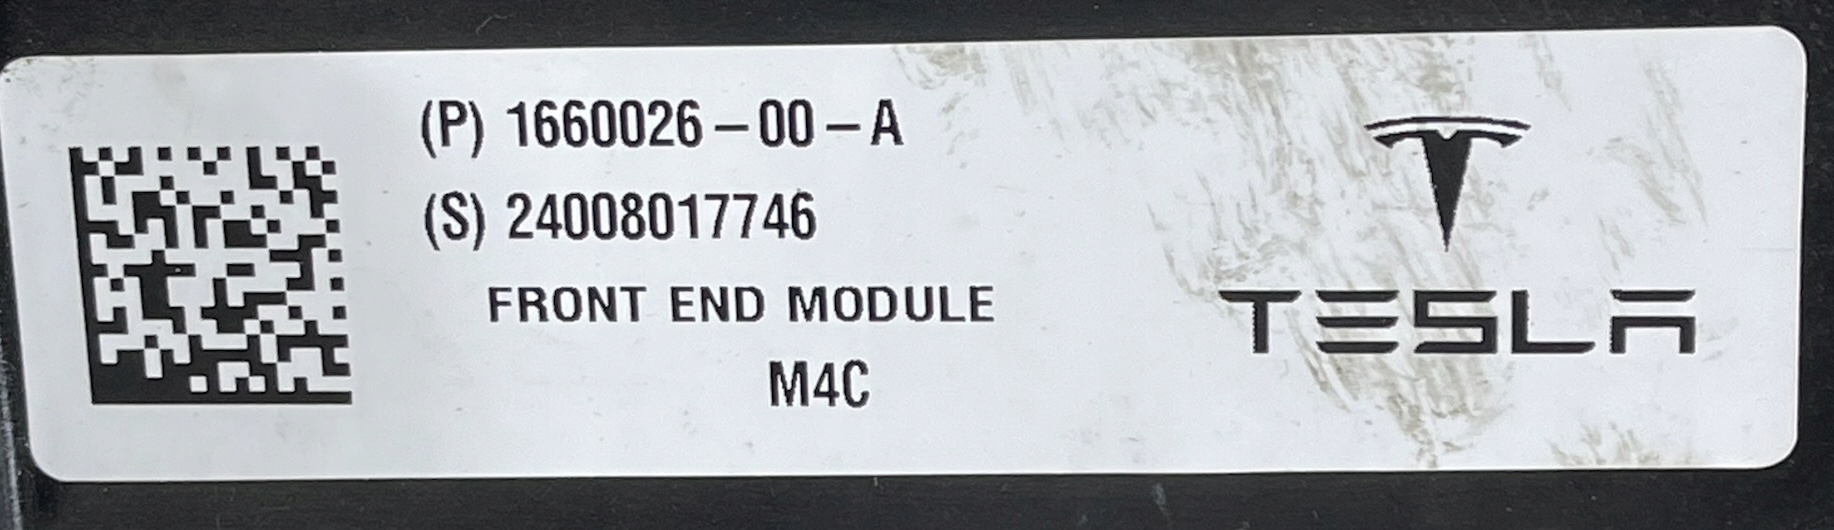 (P) 1660026-00-A
(S) 24008017746
FRONT END MODULE
M4C
TESLA